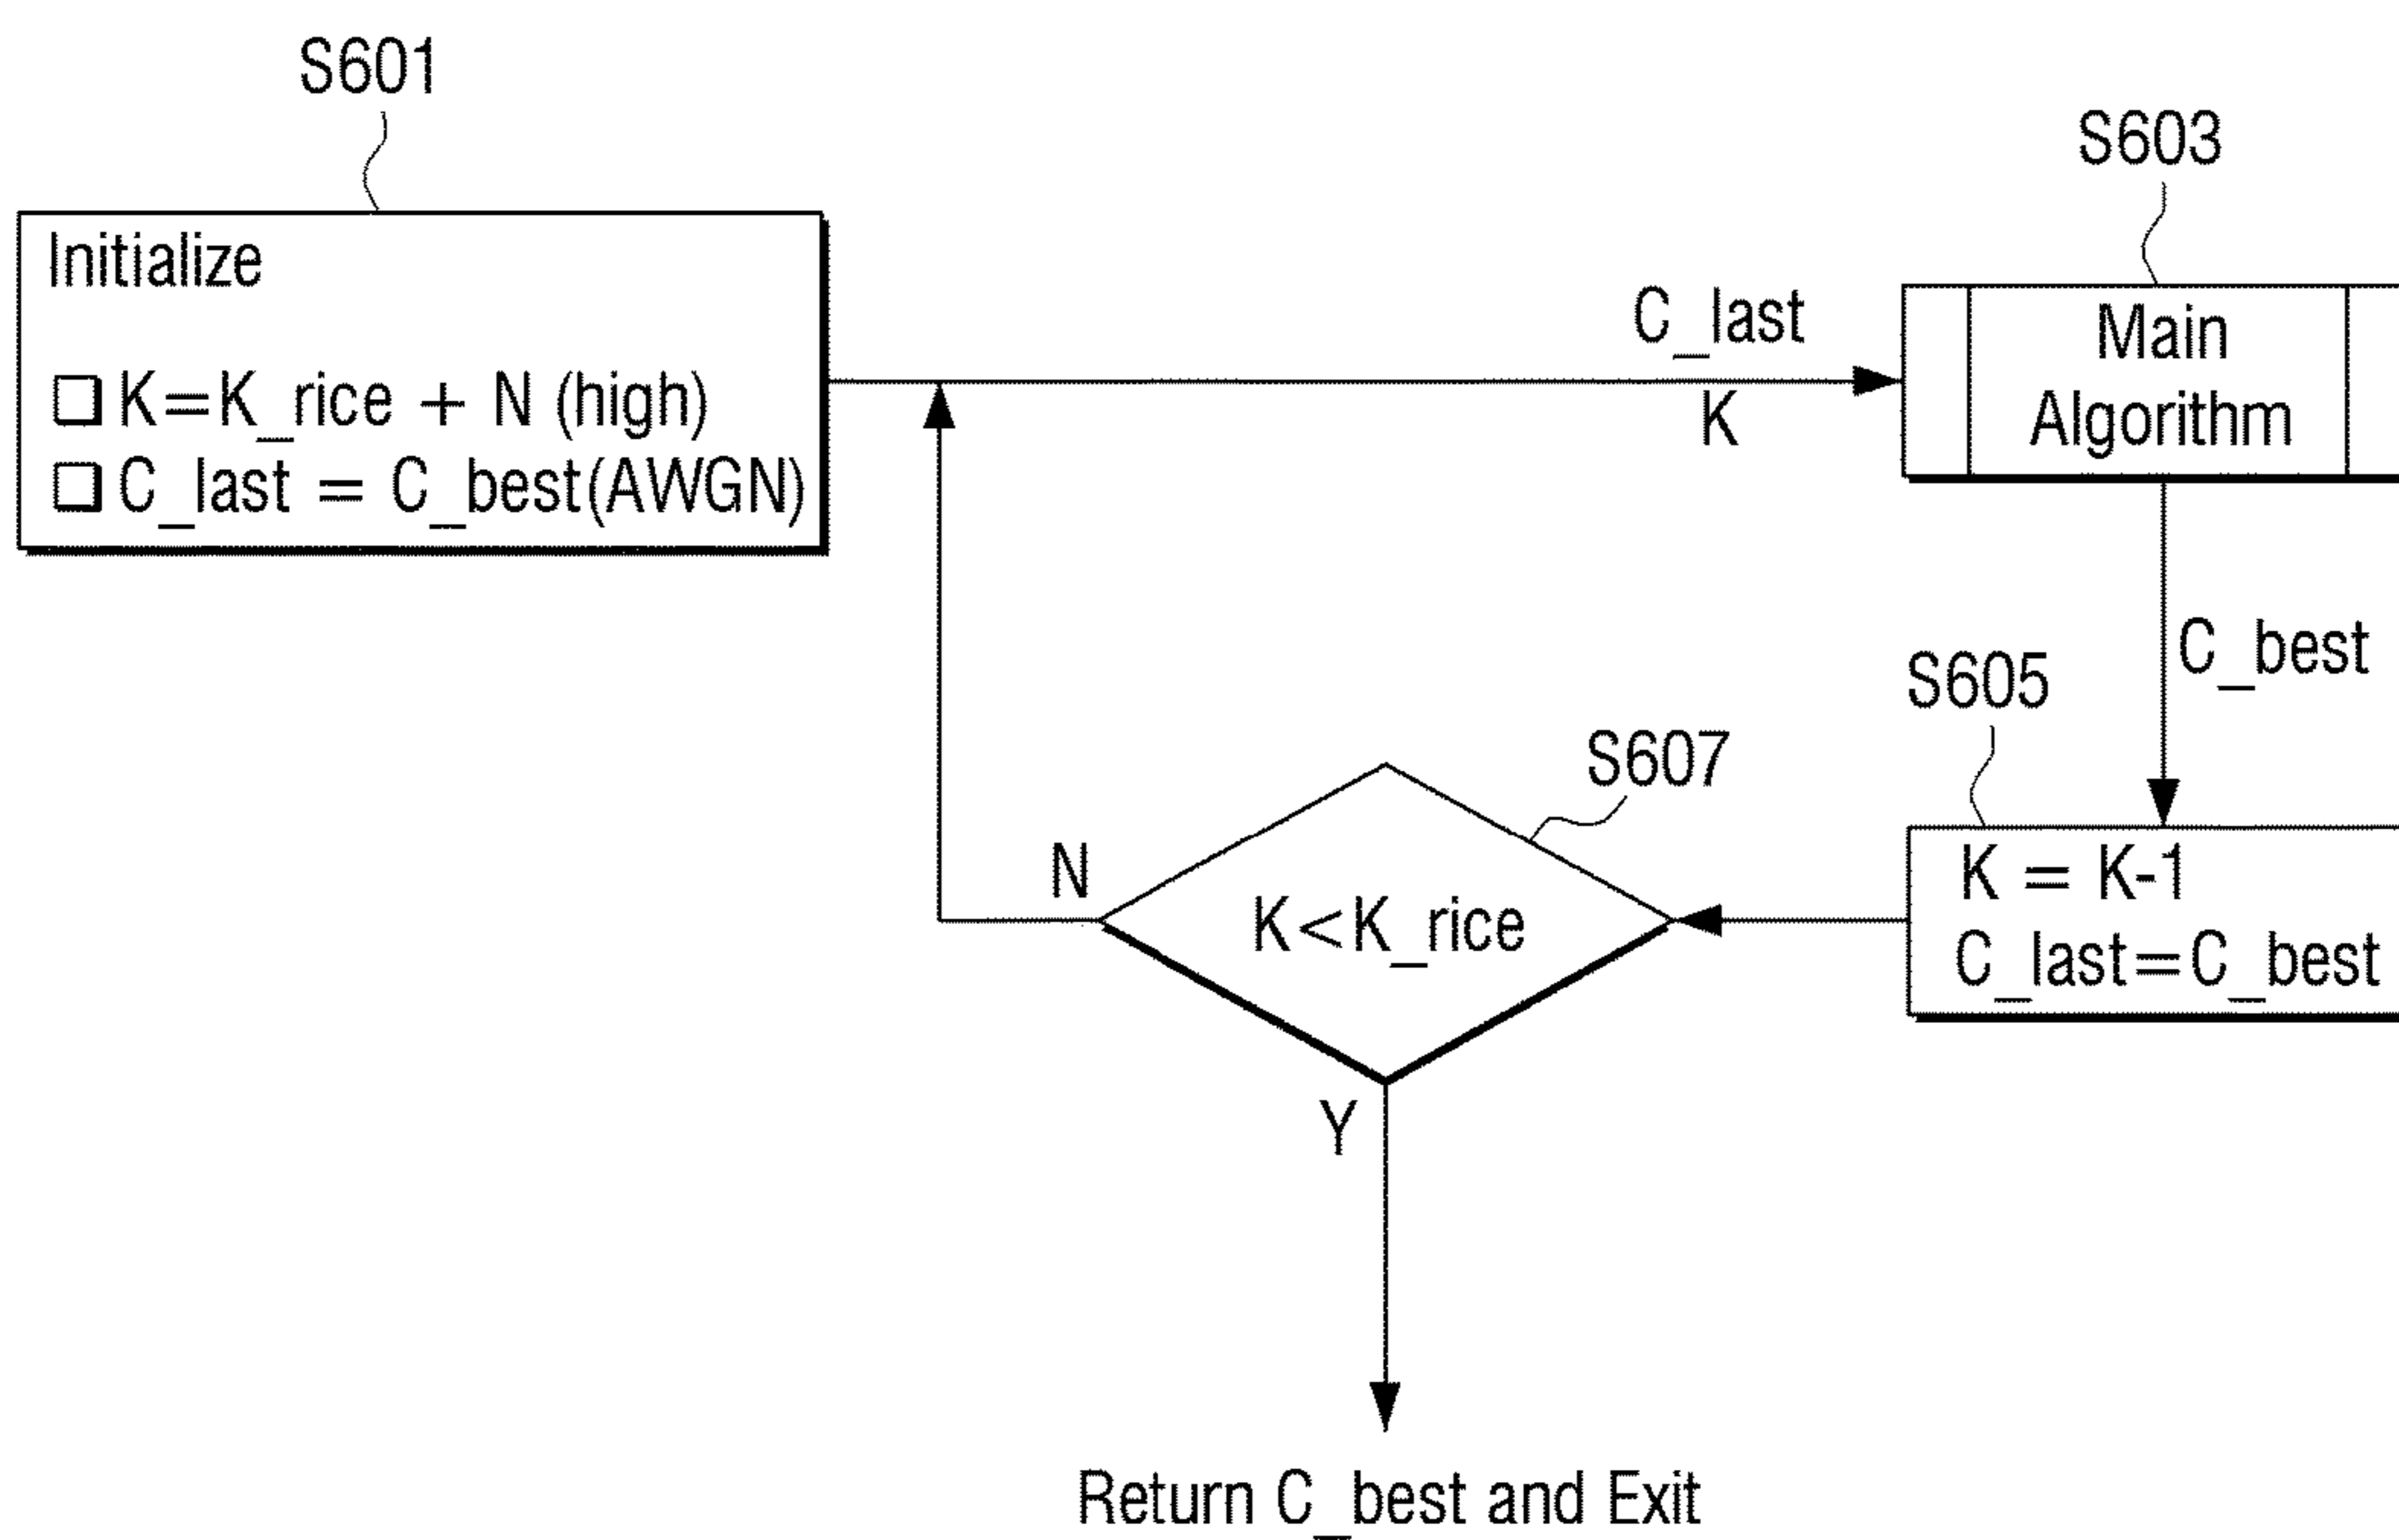 S601
Initialize
K=K_rice + N (high)
C_last = C_best(AWGN)
C_last
K
S603
Main
Algorithm
C_best
S605
K = K-1
C_last=C_best
S607
K<K_rice
N
Y
Return C_best and Exit